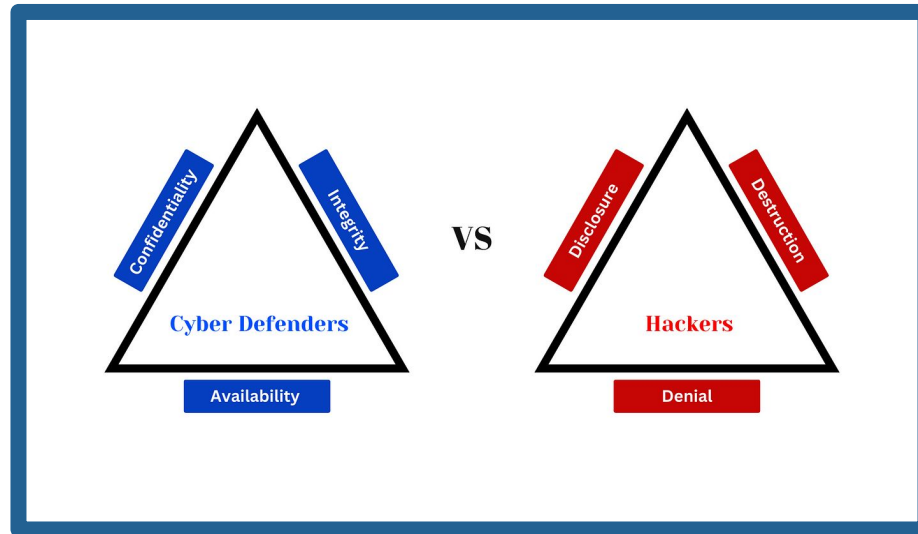 Confidentiality
Integrity
Cyber Defenders
Availability
VS
Disclosure
Destruction
Hackers
Denial